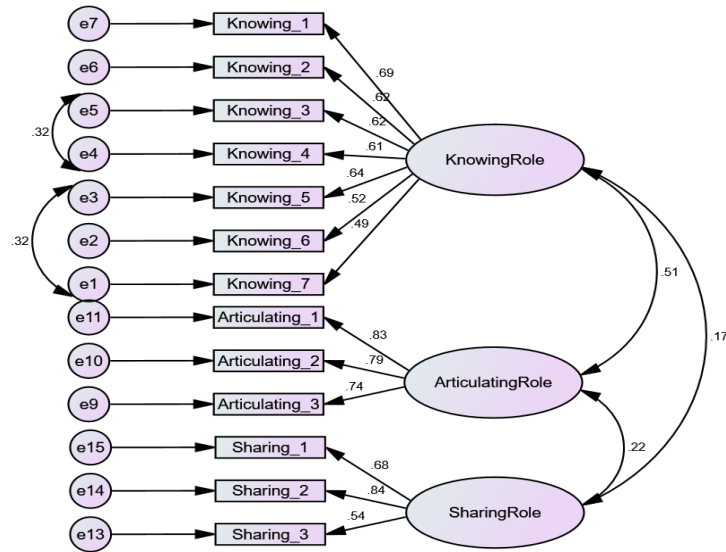 e7
Knowing_1
.69
e6
Knowing_2
.62
e5
Knowing_3
.62
.32
e4
Knowing_4
.61
KnowingRole
e3
Knowing_5
.64
.52
e2
Knowing_6
.49
.32
e1
Knowing_7
.51
e11
Articulating_1
.83
.17
e10
Articulating_2
.79
ArticulatingRole
e9
Articulating_3
.74
e15
Sharing_1
.68
.22
e14
Sharing_2
.84
SharingRole
e13
Sharing_3
.54